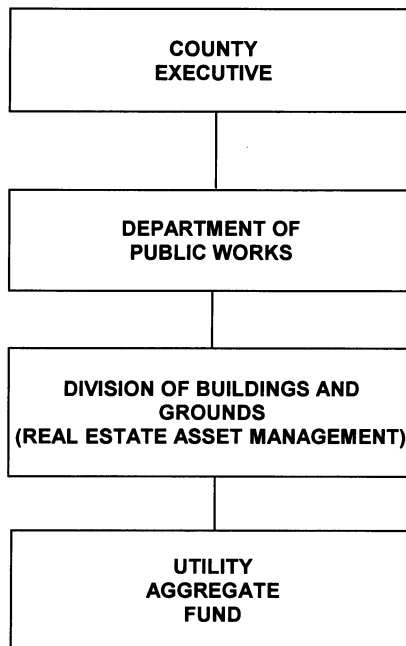 COUNTY
EXECUTIVE
DEPARTMENT OF
PUBLIC WORKS
DIVISION OF BUILDINGS AND
GROUNDS
(REAL ESTATE ASSET MANAGEMENT)
UTILITY
AGGREGATE
FUND